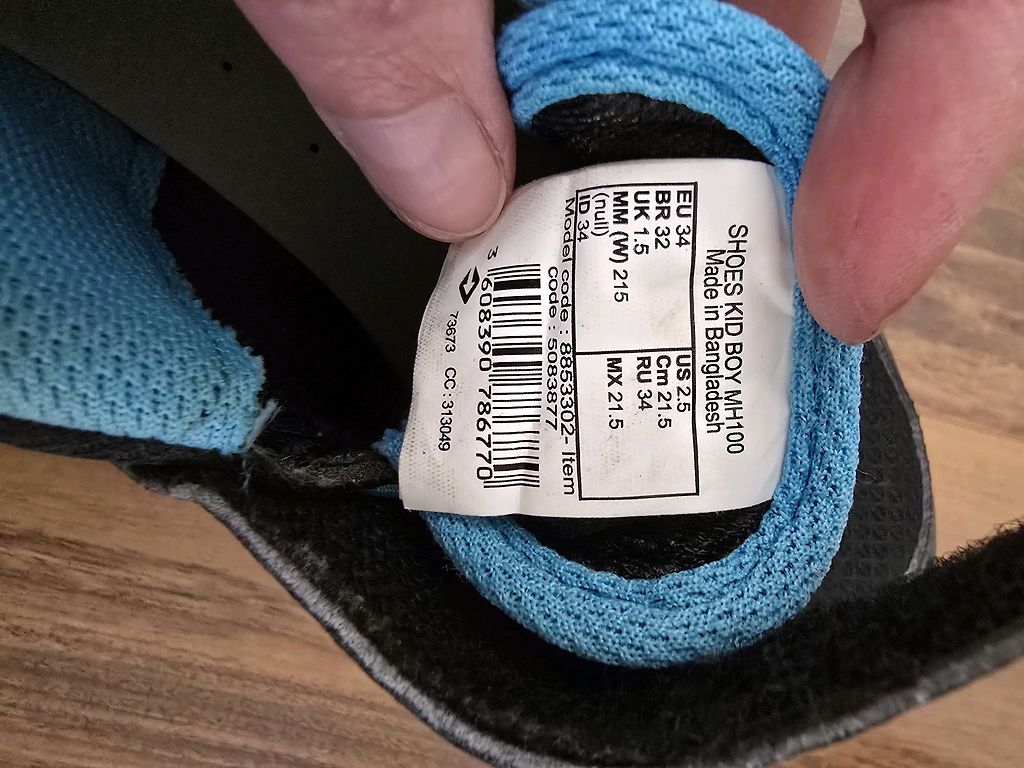 SHOES KID BOY MH100
Made in Bangladesh
EU 34
BR 32
UK 1.5
MM (W) 215
(null)
ID 34
US 2.5
Cm 21.5
RU 34
MX 21.5
Model code : 8853302- Item
code : 5083877
3 608390 786770
73673 CC : 313049